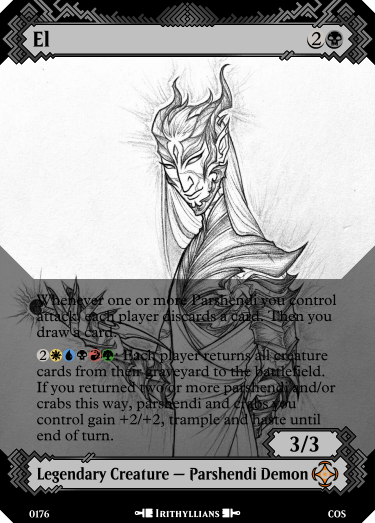 El
2
Whenever one or more Parshendi you control
attack, each player discards a card. Then you
draw a card.
2 : Each player returns all creature
cards from their graveyard to the battlefield.
If you returned two or more parshendi and/or
crabs this way, parshendi and crabs you
control gain +2/+2, trample and haste until
end of turn.
3/3
Legendary Creature — Parshendi Demon
0176 Irithyllians COS